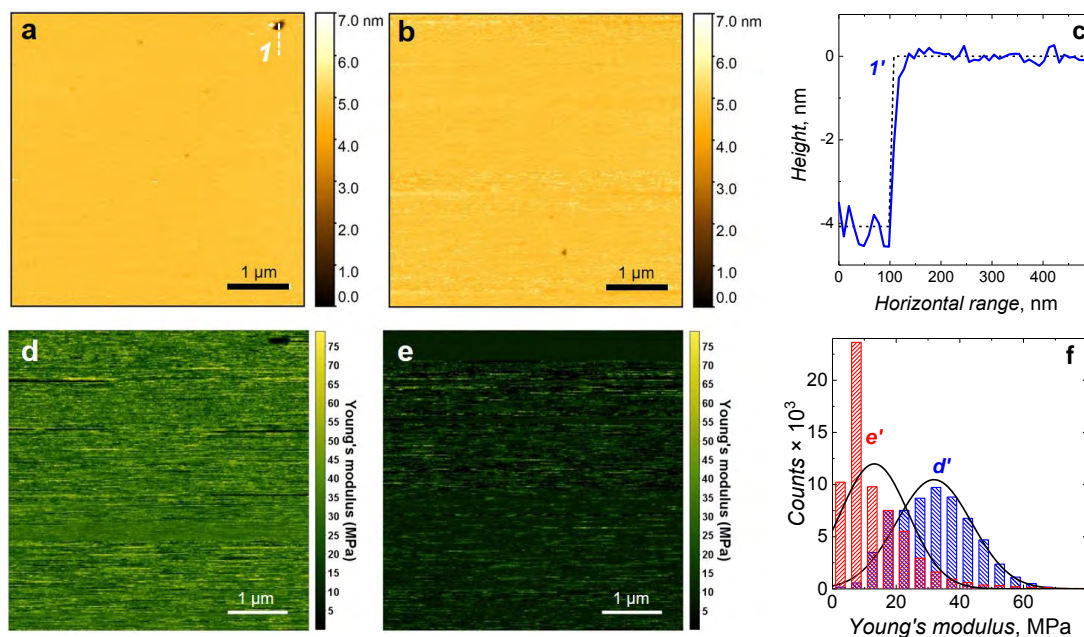 a
1
7.0 nm
6.0
5.0
4.0
3.0
2.0
1.0
0.0
1 µm
b
7.0 nm
6.0
5.0
4.0
3.0
2.0
1.0
0.0
1 µm
c
1'
0
-2
-4
Height, nm
0 100 200 300 400
Horizontal range, nm
d
75
70
65
60
55
50
45
40
35
30
25
20
15
10
5
Young's modulus (MPa)
1 µm
e
75
70
65
60
55
50
45
40
35
30
25
20
15
10
5
Young's modulus (MPa)
1 µm
f
e'
d'
20
15
10
5
0
Counts × 10³
0 20 40 60
Young's modulus, MPa